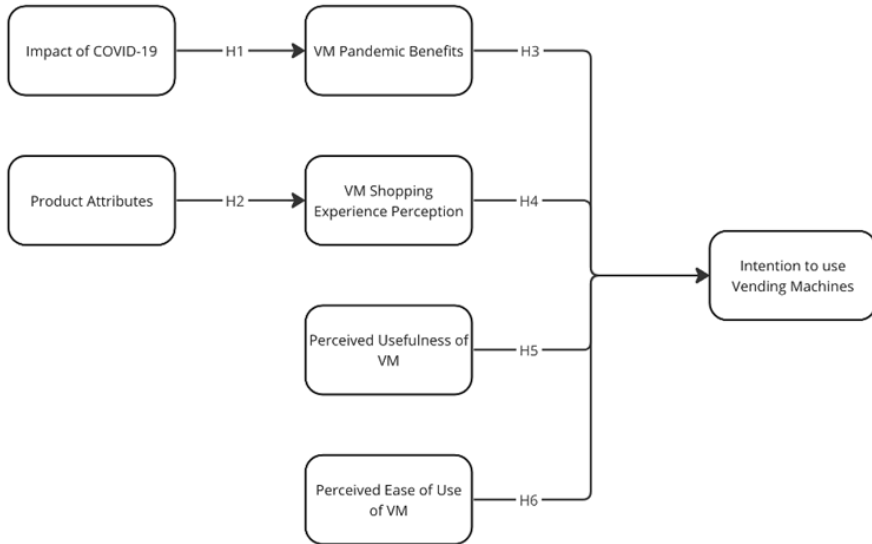 Impact of COVID-19
H1
VM Pandemic Benefits
H3
Product Attributes
H2
VM Shopping
Experience Perception
H4
Intention to use
Vending Machines
Perceived Usefulness of
VM
H5
Perceived Ease of Use
of VM
H6